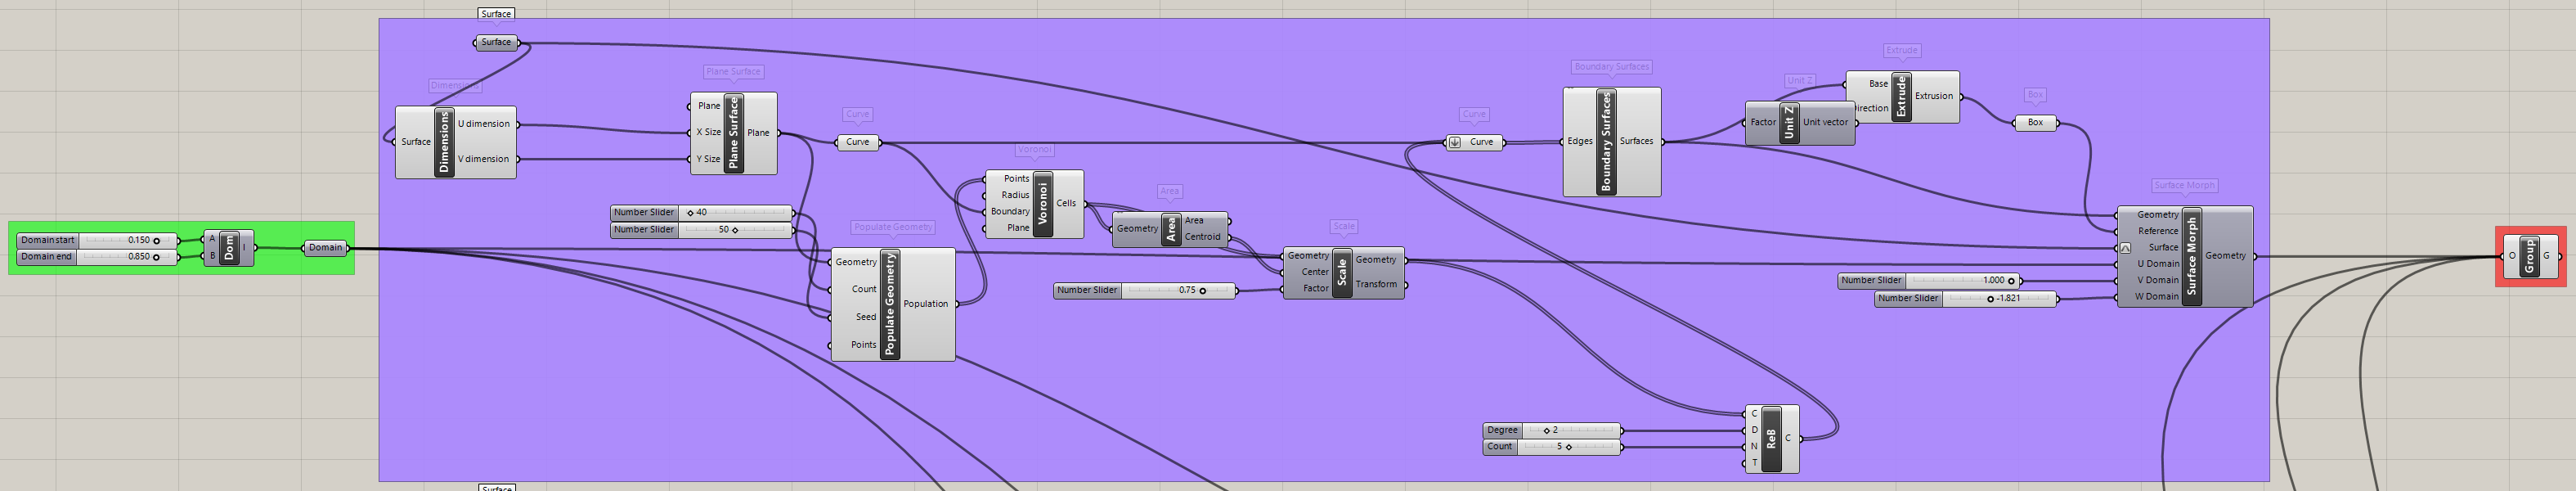 Surface
Surface
Dimensions
Surface
Dimensions
U dimension
V dimension
Plane Surface
Plane
X Size
Y Size
Plane Surface
Plane
Curve
Curve
Number Slider
40
Number Slider
50
Domain start
0.150
Domain end
0.850
A
B
Dom
I
Domain
Populate Geometry
Geometry
Count
Seed
Points
Populate Geometry
Population
Voronoi
Points
Radius
Boundary
Plane
Voronoi
Cells
Area
Geometry
Area
Area
Centroid
Number Slider
0.75
Scale
Geometry
Center
Factor
Scale
Geometry
Transform
Curve
Curve
Degree
2
Count
5
C
D
N
T
ReB
C
Boundary Surfaces
Edges
Boundary Surfaces
Surfaces
Unit Z
Factor
Unit Z
Unit vector
Extrude
Base
Direction
Extrude
Extrusion
Box
Box
Number Slider
1.000
Number Slider
-1.821
Surface Morph
Geometry
Reference
Surface
U Domain
V Domain
W Domain
Surface Morph
Geometry
O
Group
G
Surface